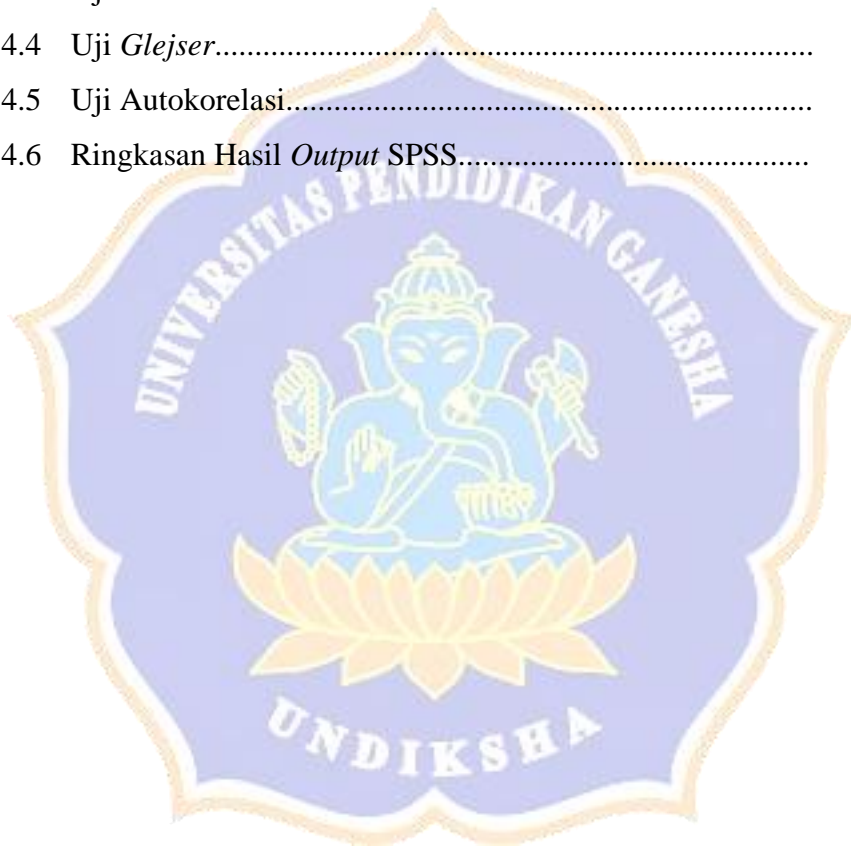 4.4 Uji Glejser...........................................................................
4.5 Uji Autokorelasi..................................................................
4.6 Ringkasan Hasil Output SPSS............................................
UNIVERSITAS PENDIDIKAN GANESHA
UNDIKSHA